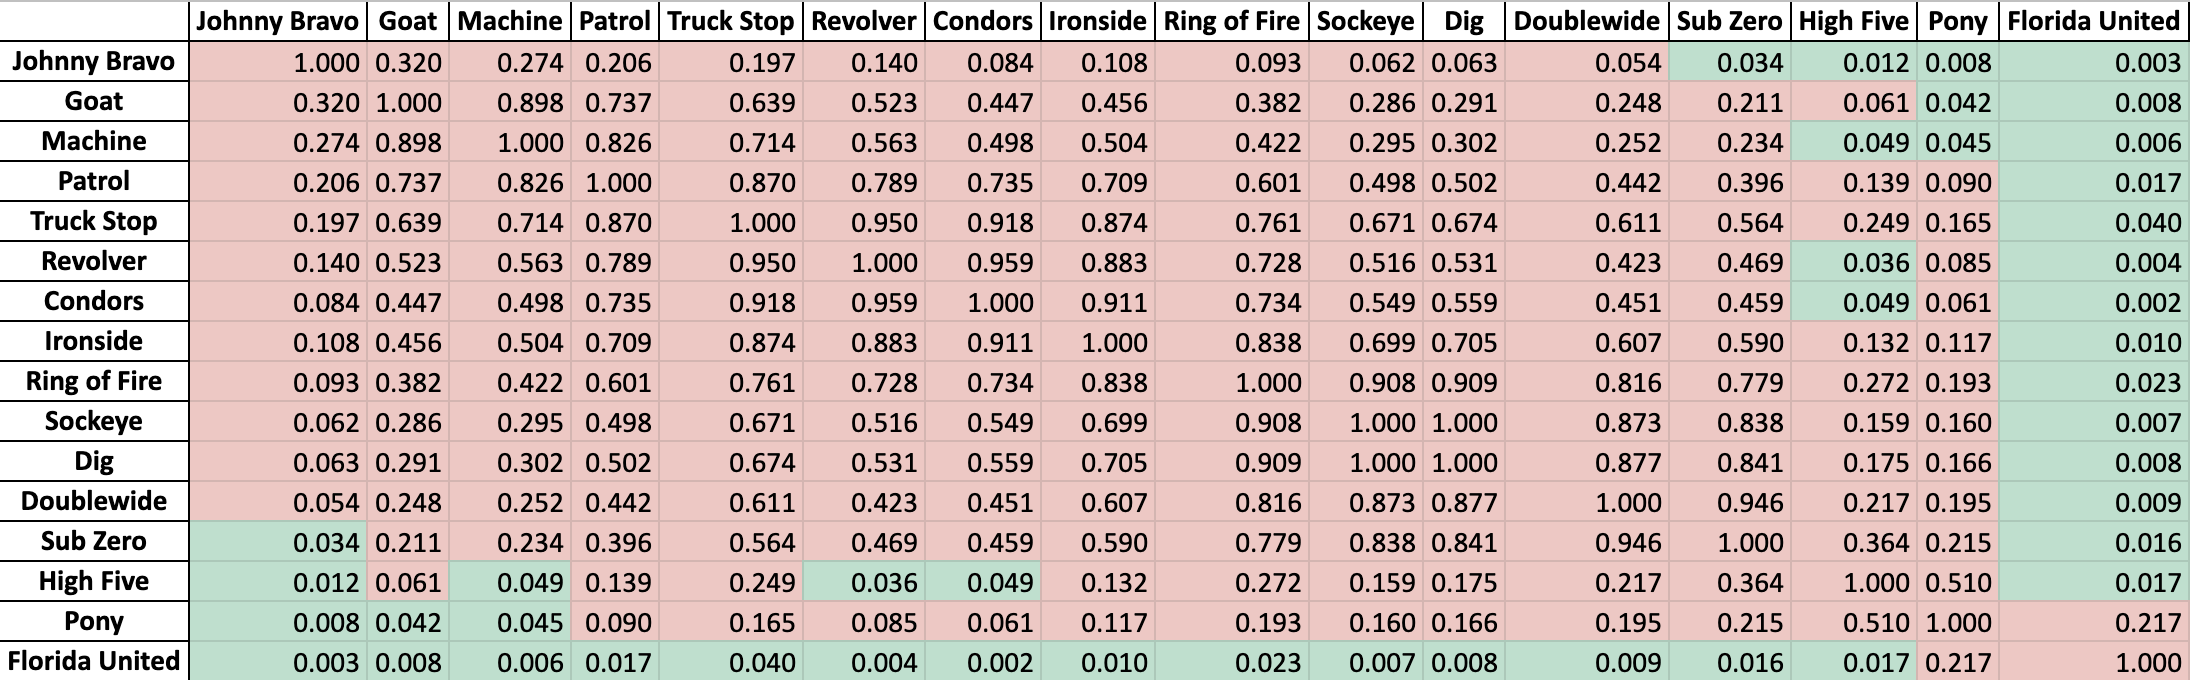 Johnny Bravo Goat Machine Patrol Truck Stop Revolver Condors Ironside Ring of Fire Sockeye Dig Doublewide Sub Zero High Five Pony Florida United
Johnny Bravo 1.000 0.320 0.274 0.206 0.197 0.140 0.084 0.108 0.093 0.062 0.063 0.054 0.034 0.012 0.008 0.003
Goat 0.320 1.000 0.898 0.737 0.639 0.523 0.447 0.456 0.382 0.286 0.291 0.248 0.211 0.061 0.042 0.008
Machine 0.274 0.898 1.000 0.826 0.714 0.563 0.498 0.504 0.422 0.295 0.302 0.252 0.234 0.049 0.045 0.006
Patrol 0.206 0.737 0.826 1.000 0.870 0.789 0.735 0.709 0.601 0.498 0.502 0.442 0.396 0.139 0.090 0.017
Truck Stop 0.197 0.639 0.714 0.870 1.000 0.950 0.918 0.874 0.761 0.671 0.674 0.611 0.564 0.249 0.165 0.040
Revolver 0.140 0.523 0.563 0.789 0.950 1.000 0.959 0.883 0.728 0.516 0.531 0.423 0.469 0.036 0.085 0.004
Condors 0.084 0.447 0.498 0.735 0.918 0.959 1.000 0.911 0.734 0.549 0.559 0.451 0.459 0.049 0.061 0.002
Ironside 0.108 0.456 0.504 0.709 0.874 0.883 0.911 1.000 0.838 0.699 0.705 0.607 0.590 0.132 0.117 0.010
Ring of Fire 0.093 0.382 0.422 0.601 0.761 0.728 0.734 0.838 1.000 0.908 0.909 0.816 0.779 0.272 0.193 0.023
Sockeye 0.062 0.286 0.295 0.498 0.671 0.516 0.549 0.699 0.908 1.000 1.000 0.873 0.838 0.159 0.160 0.007
Dig 0.063 0.291 0.302 0.502 0.674 0.531 0.559 0.705 0.909 1.000 1.000 0.877 0.841 0.175 0.166 0.008
Doublewide 0.054 0.248 0.252 0.442 0.611 0.423 0.451 0.607 0.816 0.873 0.877 1.000 0.946 0.217 0.195 0.009
Sub Zero 0.034 0.211 0.234 0.396 0.564 0.469 0.459 0.590 0.779 0.838 0.841 0.946 1.000 0.364 0.215 0.016
High Five 0.012 0.061 0.049 0.139 0.249 0.036 0.049 0.132 0.272 0.159 0.175 0.217 0.364 1.000 0.510 0.017
Pony 0.008 0.042 0.045 0.090 0.165 0.085 0.061 0.117 0.193 0.160 0.166 0.195 0.215 0.510 1.000 0.217
Florida United 0.003 0.008 0.006 0.017 0.040 0.004 0.002 0.010 0.023 0.007 0.008 0.009 0.016 0.017 0.217 1.000